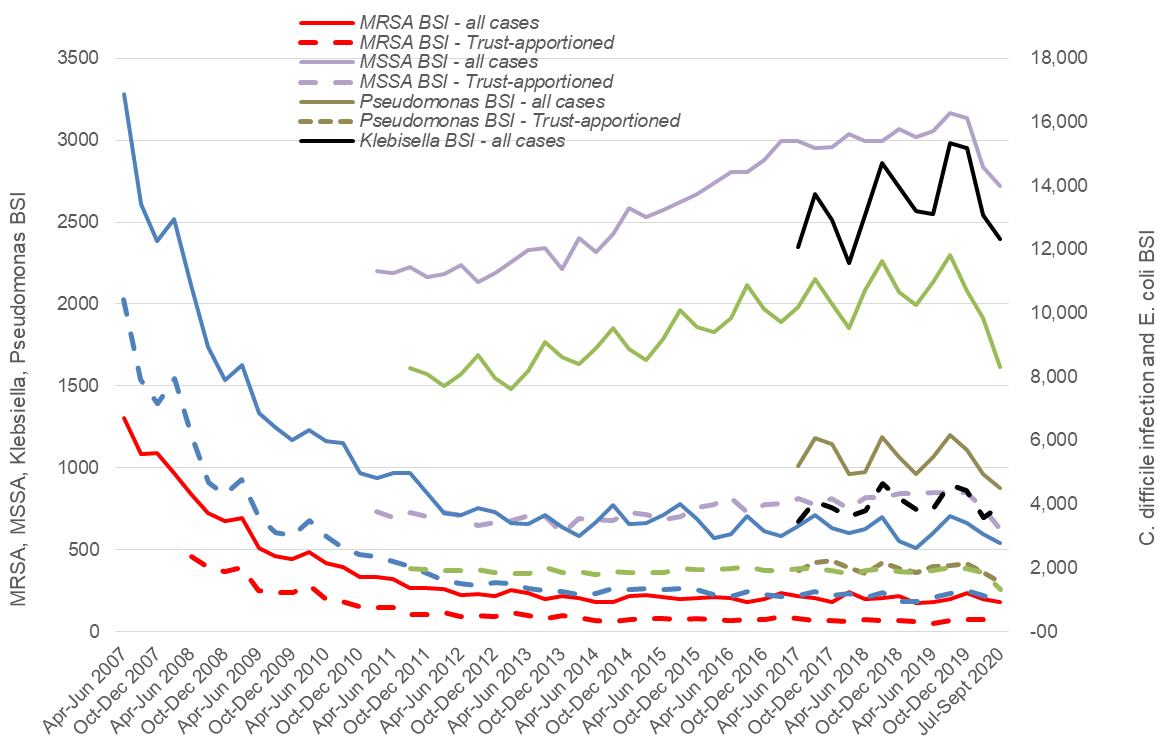 MRSA BSI - all cases
MRSA BSI - Trust-apportioned
MSSA BSI - all cases
MSSA BSI - Trust-apportioned
Pseudomonas BSI - all cases
Pseudomonas BSI - Trust-apportioned
Klebisella BSI - all cases
3500
3000
2500
2000
1500
1000
500
0
MRSA, MSSA, Klebsiella, Pseudomonas BSI
18,000
16,000
14,000
12,000
10,000
8,000
6,000
4,000
2,000
-00
C. difficile infection and E. coli BSI
Apr-Jun 2007
Oct-Dec 2007
Apr-Jun 2008
Oct-Dec 2008
Apr-Jun 2009
Oct-Dec 2009
Apr-Jun 2010
Oct-Dec 2010
Apr-Jun 2011
Oct-Dec 2011
Apr-Jun 2012
Oct-Dec 2012
Apr-Jun 2013
Oct-Dec 2013
Apr-Jun 2014
Oct-Dec 2014
Apr-Jun 2015
Oct-Dec 2015
Apr-Jun 2016
Oct-Dec 2016
Apr-Jun 2017
Oct-Dec 2017
Apr-Jun 2018
Oct-Dec 2018
Apr-Jun 2019
Oct-Dec 2019
Jul-Sept 2020